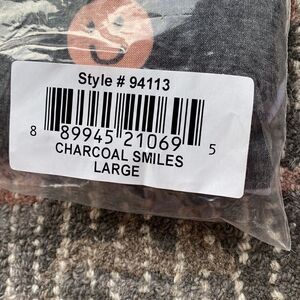 Style # 94113
8 89945 21069 5
CHARCOAL SMILES
LARGE